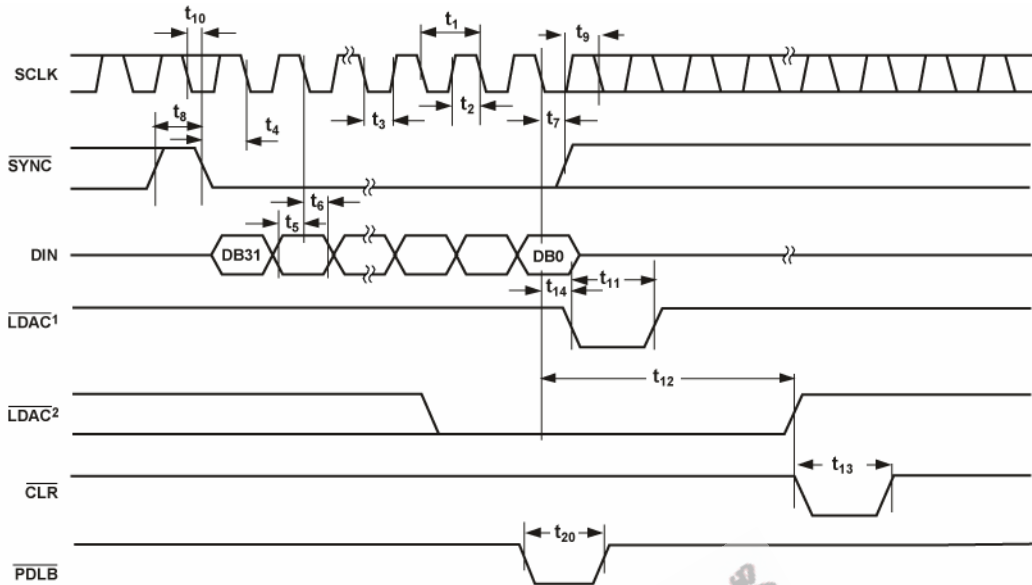 t10
t1
t9
SCLK
t8
t4
t3
t2
t7
SYNC
t6
t5
DIN
DB31
DB0
t14
t11
LDAC1
t12
LDAC2
t13
CLR
t20
PDLB